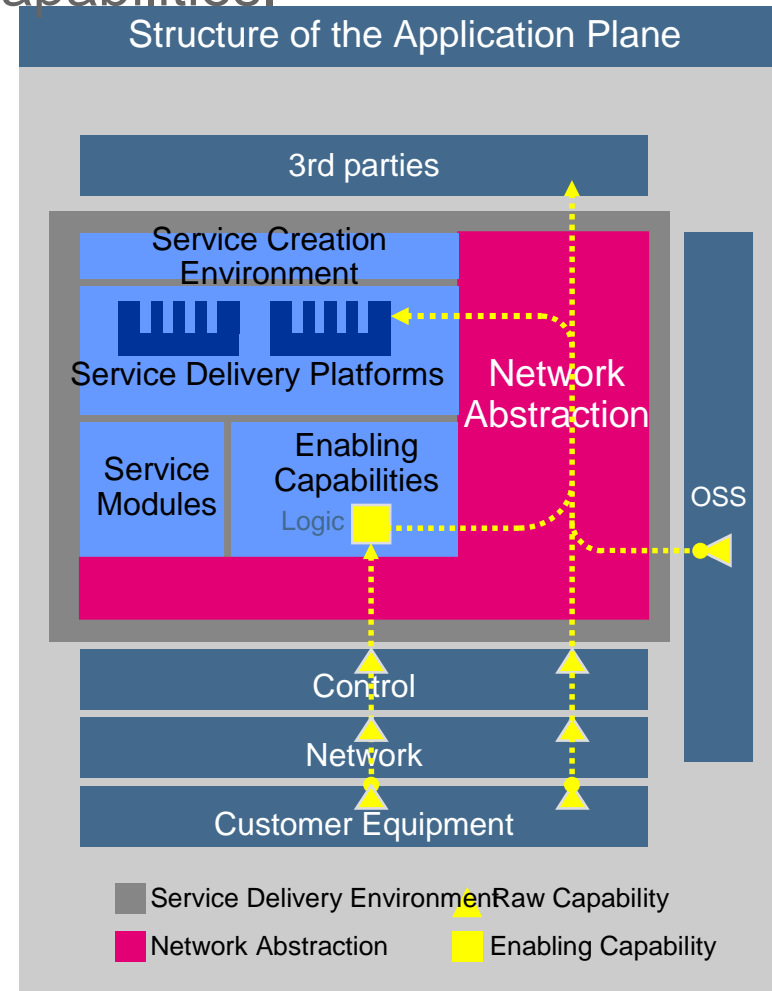 apabilities.
Structure of the Application Plane
3rd parties
Service Creation
Environment
Service Delivery Platforms
Network
Abstraction
Enabling
Capabilities
Service
Modules
Logic
OSS
Control
Network
Customer Equipment
Service Delivery Environment
Raw Capability
Network Abstraction
Enabling Capability